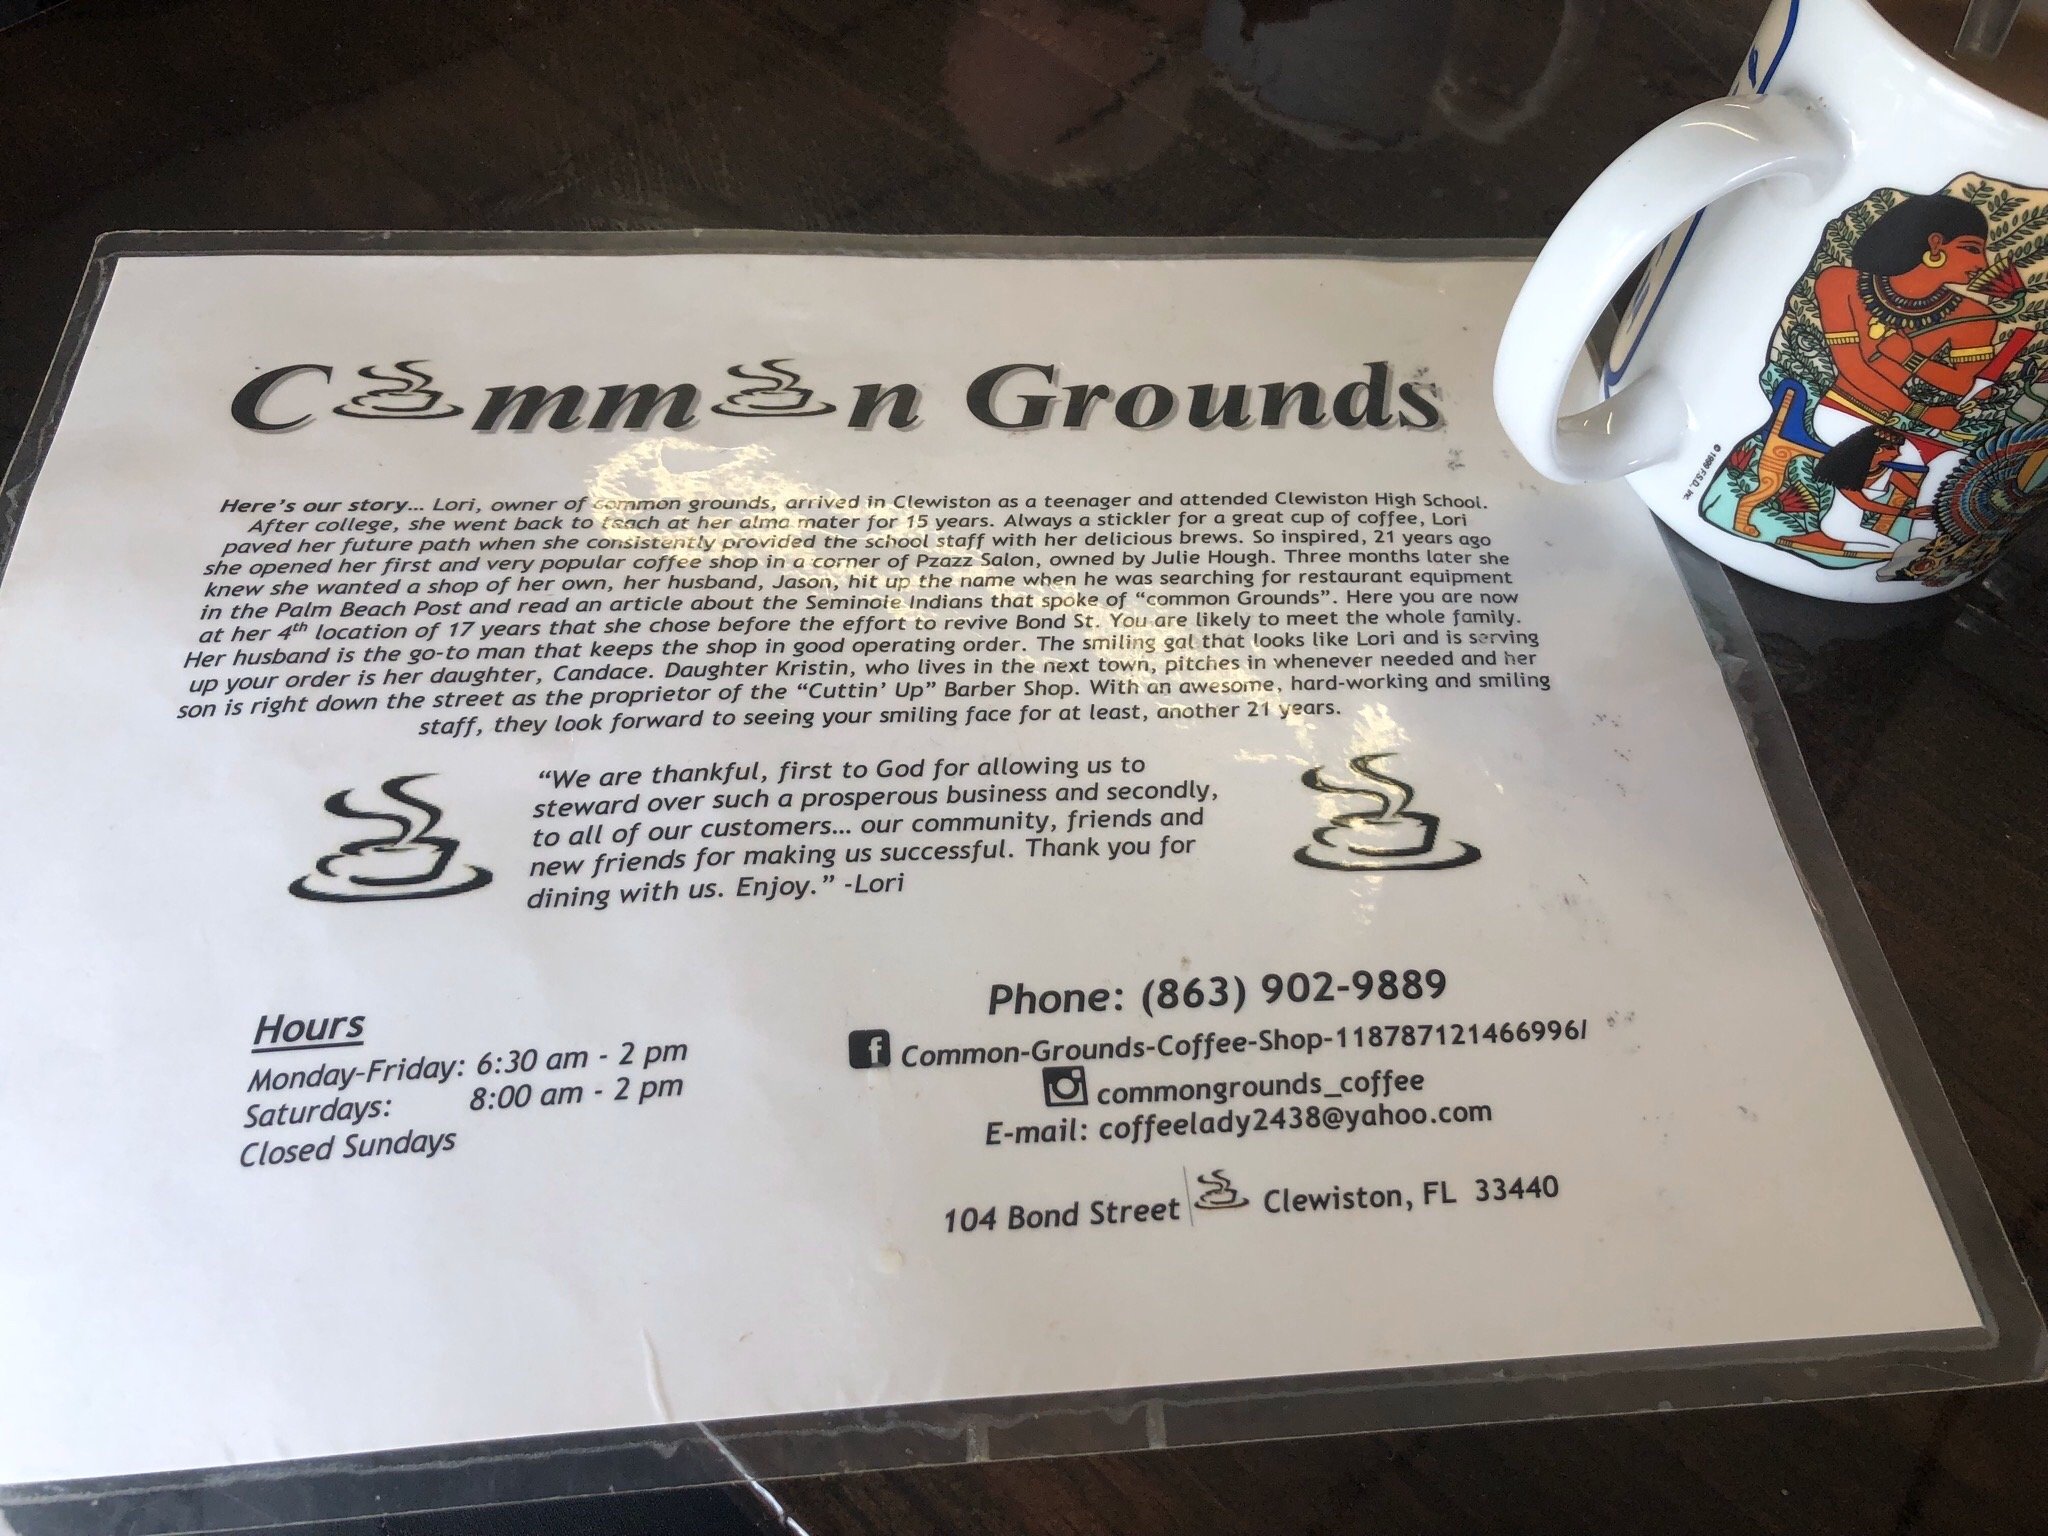 Common Grounds
Here's our story... Lori, owner of common grounds, arrived in Clewiston as a teenager and attended Clewiston High School.
After college, she went back to teach at her alma mater for 15 years. Always a stickler for a great cup of coffee, Lori
paved her future path when she consistently provided the school staff with her delicious brews. So inspired, 21 years ago
she opened her first and very popular coffee shop in a corner of Pzazz Salon, owned by Julie Hough. Three months later she
knew she wanted a shop of her own, her husband, Jason, hit up the name when he was searching for restaurant equipment
in the Palm Beach Post and read an article about the Seminole Indians that spoke of "common Grounds". Here you are now
at her 4th location of 17 years that she chose before the effort to revive Bond St. You are likely to meet the whole family.
Her husband is the go-to man that keeps the shop in good operating order. The smiling gal that looks like Lori and is serving
up your order is her daughter, Candace. Daughter Kristin, who lives in the next town, pitches in whenever needed and her
son is right down the street as the proprietor of the "Cuttin' Up" Barber Shop. With an awesome, hard-working and smiling
staff, they look forward to seeing your smiling face for at least, another 21 years.
"We are thankful, first to God for allowing us to
steward over such a prosperous business and secondly,
to all of our customers... our community, friends and
new friends for making us successful. Thank you for
dining with us. Enjoy." -Lori
Hours
Monday-Friday: 6:30 am - 2 pm
Saturdays: 8:00 am - 2 pm
Closed Sundays
Phone: (863) 902-9889
Common-Grounds-Coffee-Shop-118787121466996/
commongrounds_coffee
E-mail: coffeelady2438@yahoo.com
104 Bond Street Clewiston, FL 33440
© 1999 F.S.D., Inc.